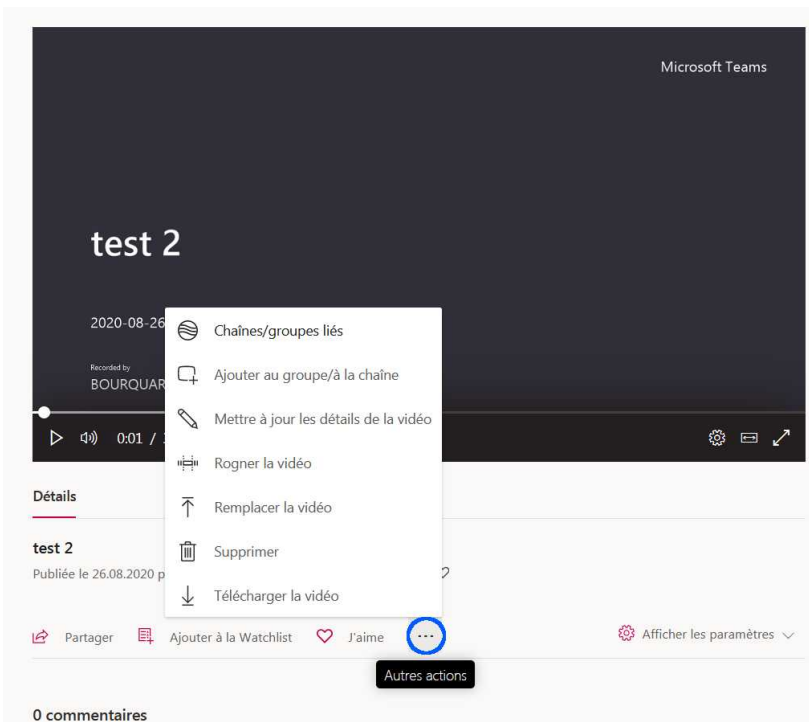 Microsoft Teams
test 2
2020-08-26
Recorded by
BOURQUAR
Chaînes/groupes liés
Ajouter au groupe/à la chaîne
Mettre à jour les détails de la vidéo
Rogner la vidéo
Remplacer la vidéo
Supprimer
Télécharger la vidéo
0:01 /
Détails
test 2
Publiée le 26.08.2020 p
Partager Ajouter à la Watchlist J'aime ... Afficher les paramètres
Autres actions
0 commentaires